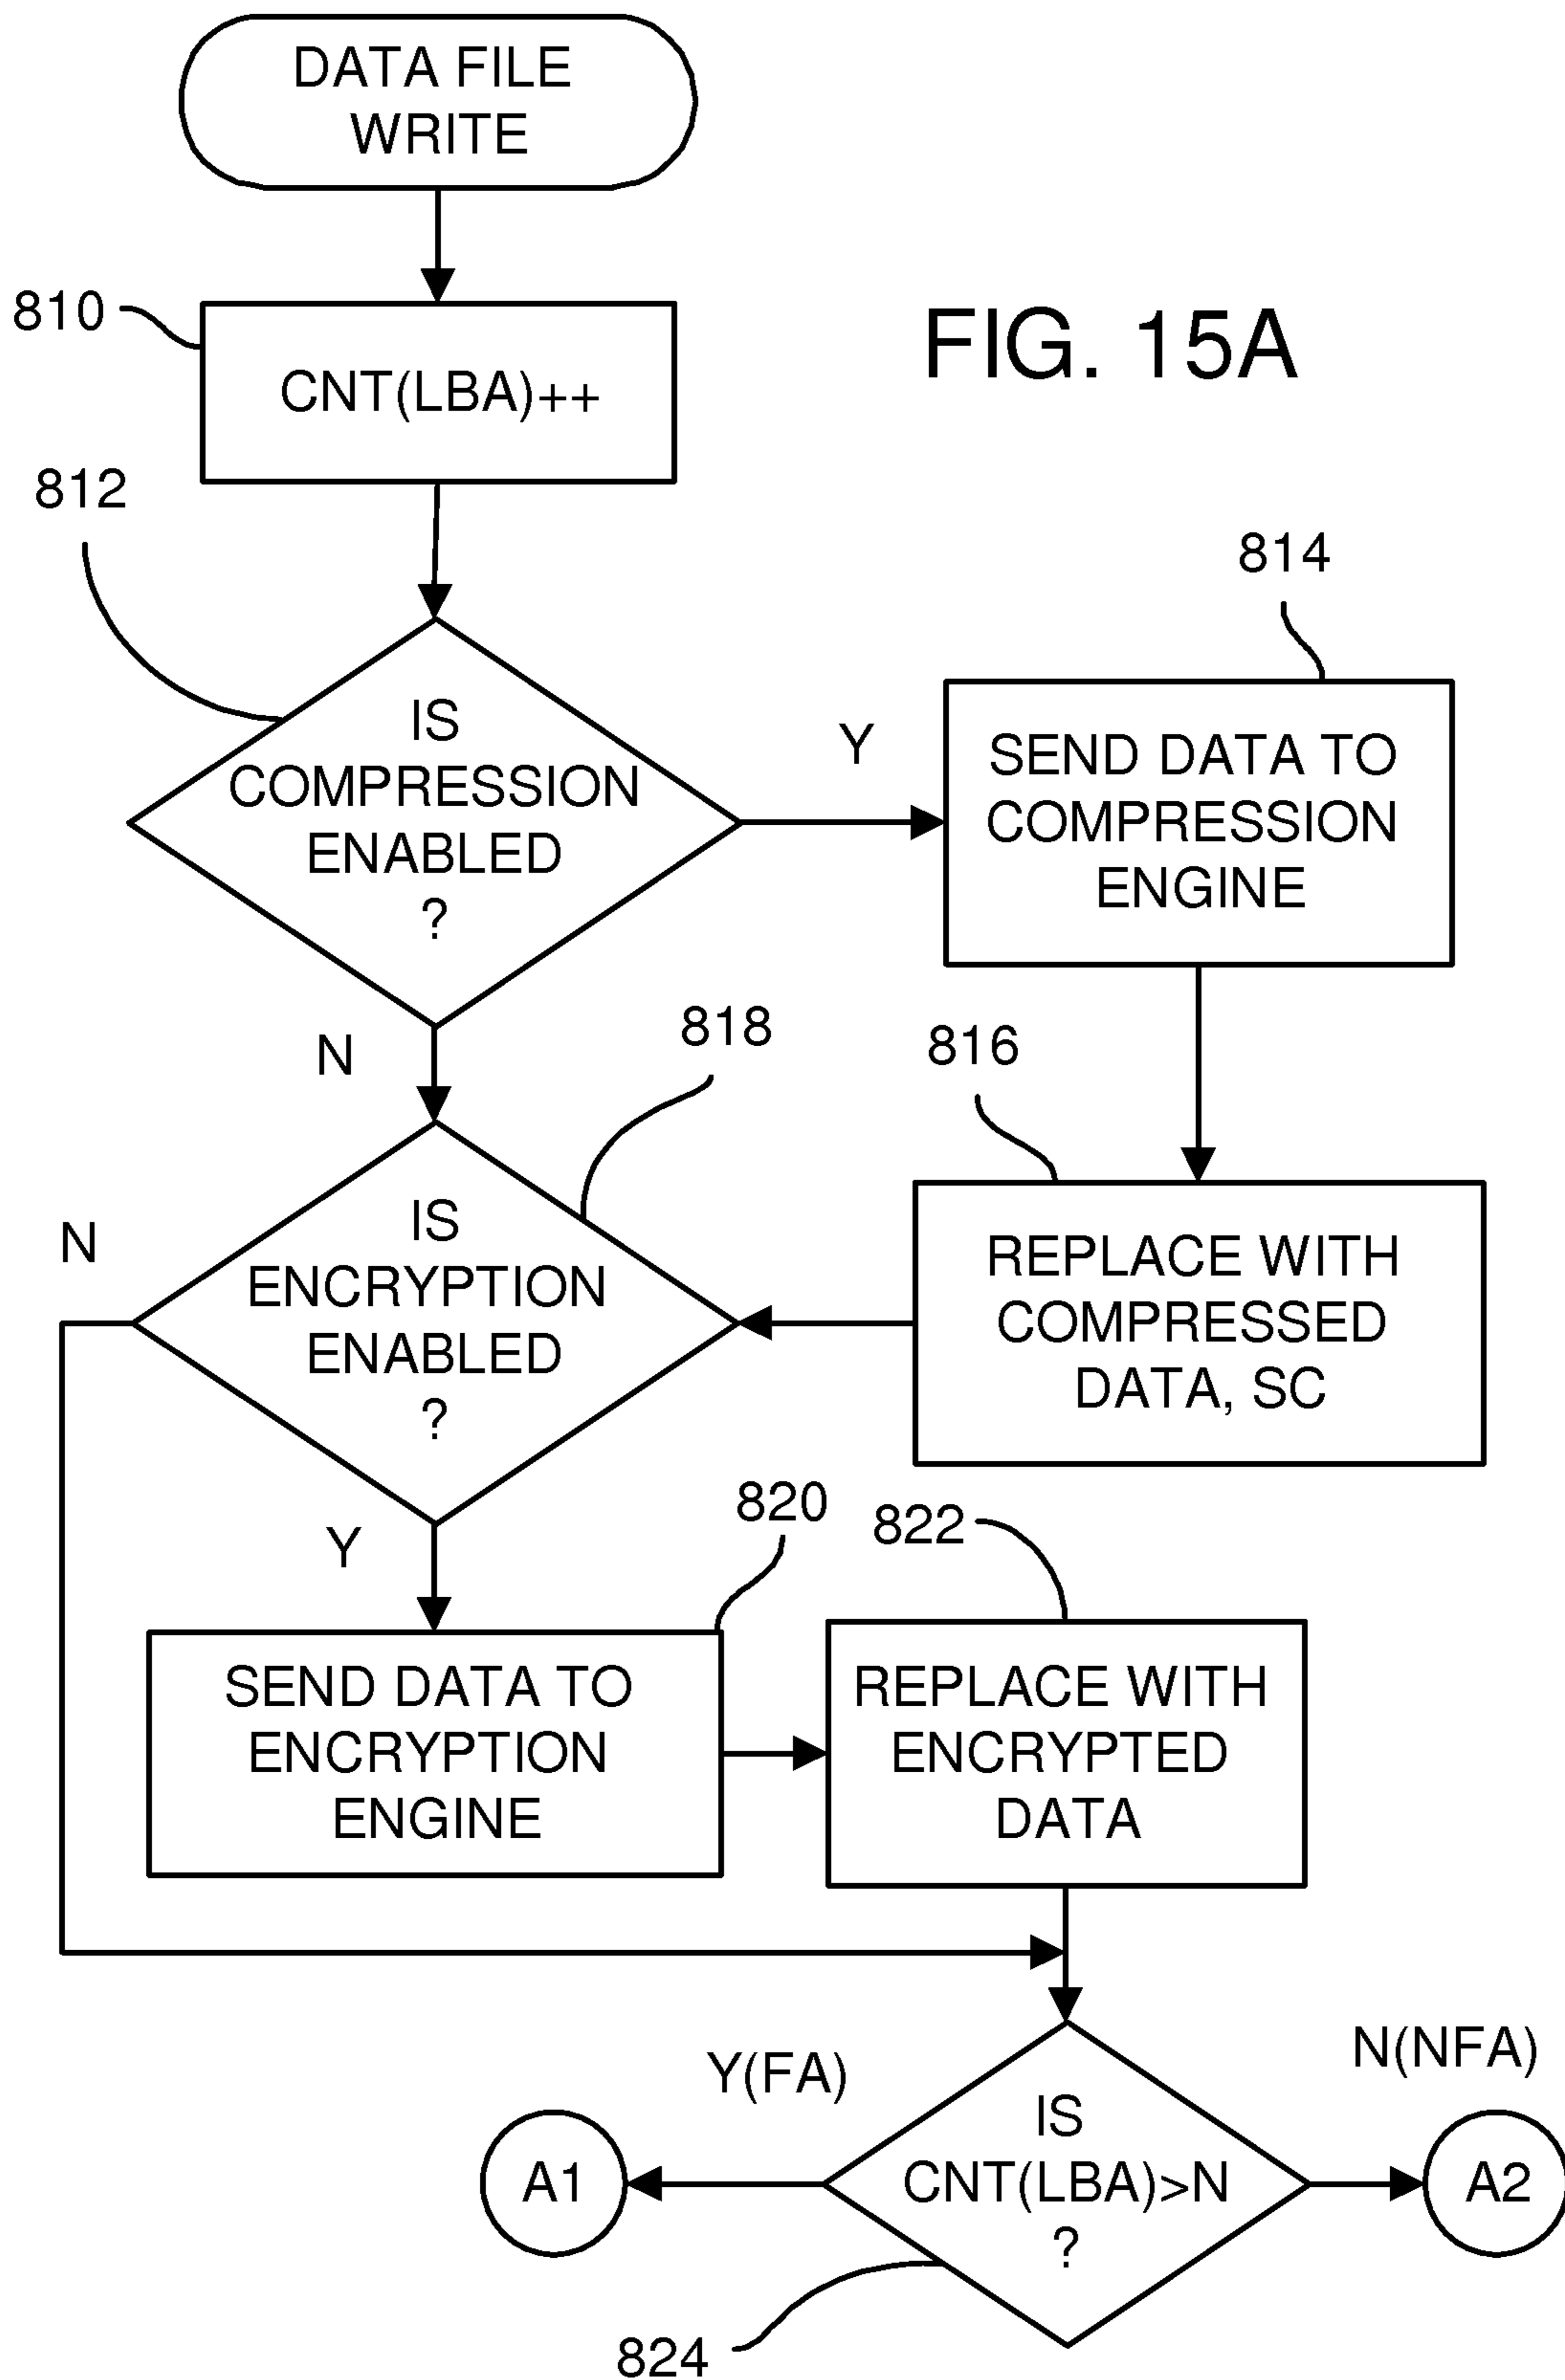 DATA FILE
WRITE
810
FIG. 15A
CNT(LBA)++
812
814
IS
COMPRESSION
ENABLED
?
Y
SEND DATA TO
COMPRESSION
ENGINE
N
818
816
N
IS
ENCRYPTION
ENABLED
?
REPLACE WITH
COMPRESSED
DATA, SC
Y
820
822
SEND DATA TO
ENCRYPTION
ENGINE
REPLACE WITH
ENCRYPTED
DATA
Y(FA)
N(NFA)
A1
IS
CNT(LBA)>N
?
A2
824